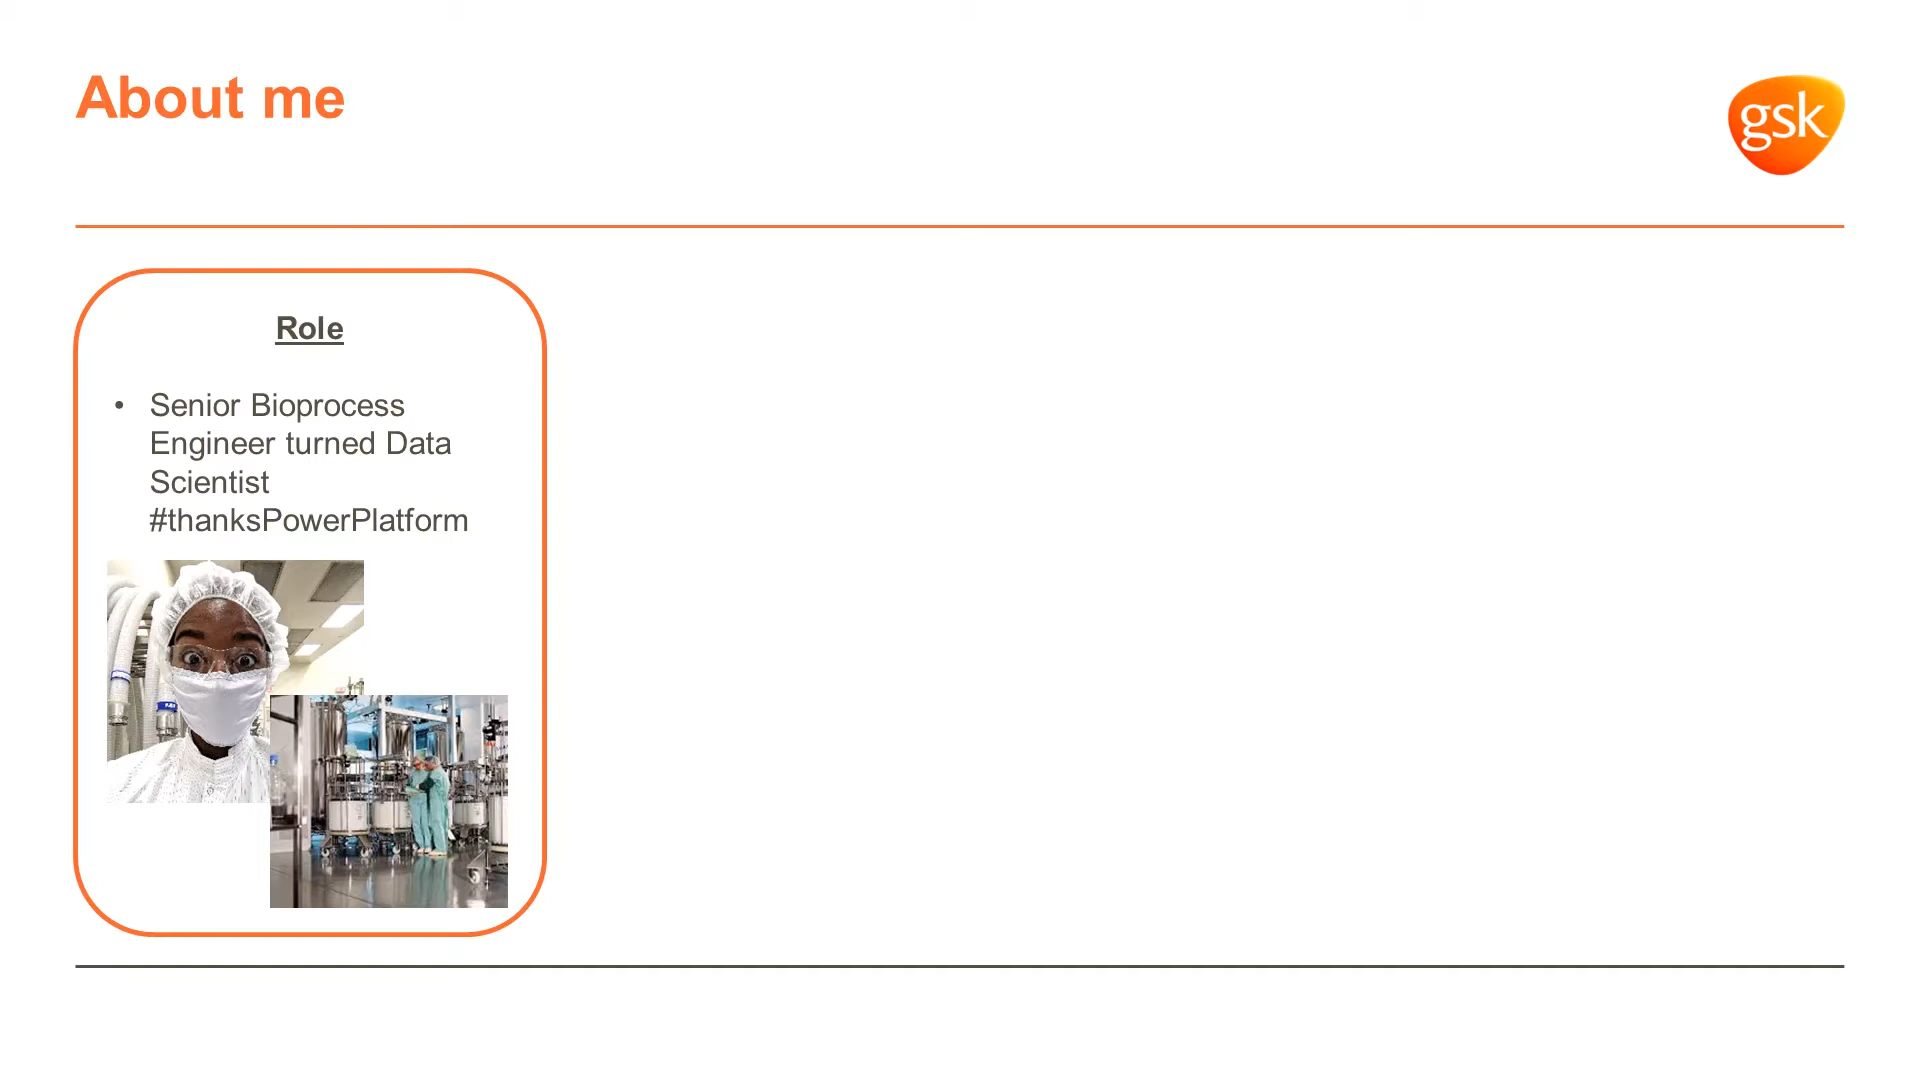 About me
gsk
Role
• Senior Bioprocess
Engineer turned Data
Scientist
#thanksPowerPlatform